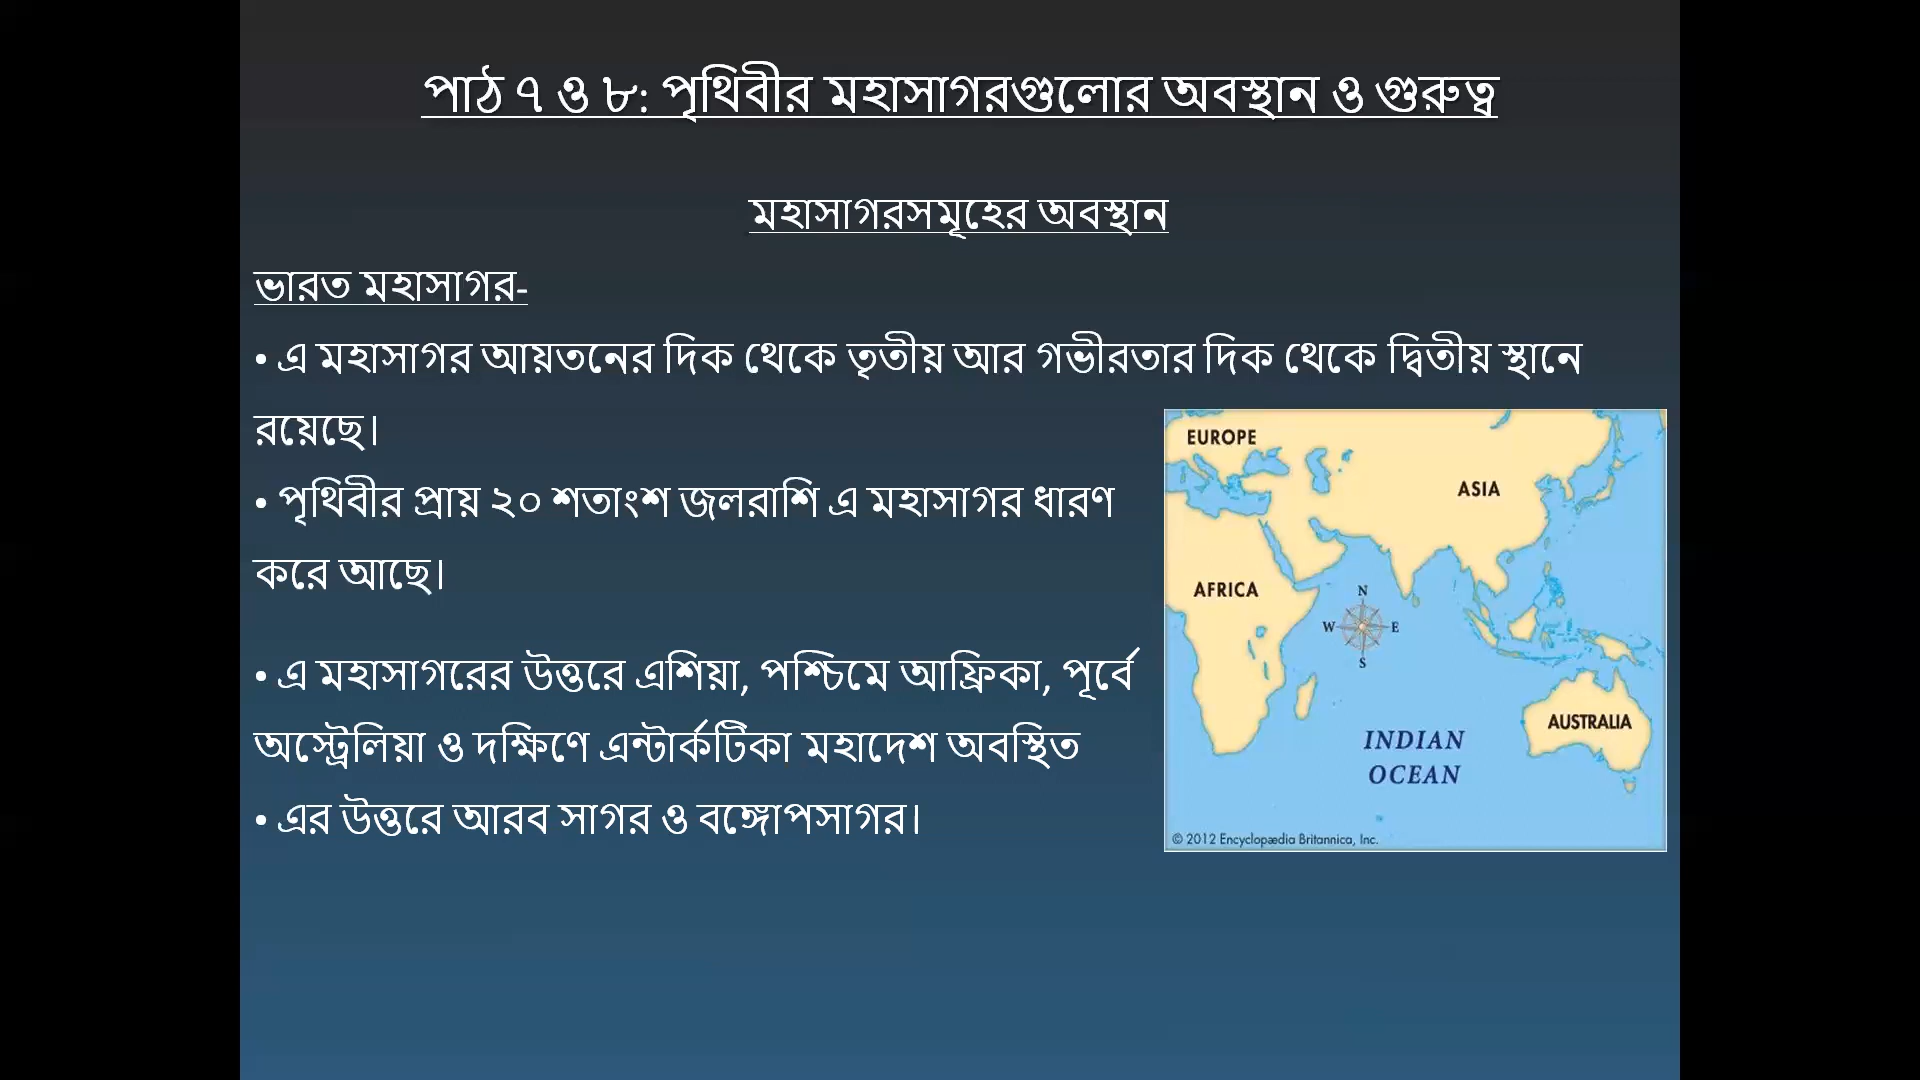 পাঠ ৭ ও ৮: পৃথিবীর মহাসাগরগুলোর অবস্থান ও গুরুত্ব
মহাসাগরসমূহের অবস্থান
ভারত মহাসাগর-
• এ মহাসাগর আয়তনের দিক থেকে তৃতীয় আর গভীরতার দিক থেকে দ্বিতীয় স্থানে
রয়েছে।
• পৃথিবীর প্রায় ২০ শতাংশ জলরাশি এ মহাসাগর ধারণ
করে আছে।
• এ মহাসাগরের উত্তরে এশিয়া, পশ্চিমে আফ্রিকা, পূর্বে
অস্ট্রেলিয়া ও দক্ষিণে এন্টার্কটিকা মহাদেশ অবস্থিত
• এর উত্তরে আরব সাগর ও বঙ্গোপসাগর।
EUROPE
ASIA
AFRICA
N
W E
S
AUSTRALIA
INDIAN
OCEAN
© 2012 Encyclopædia Britannica, Inc.